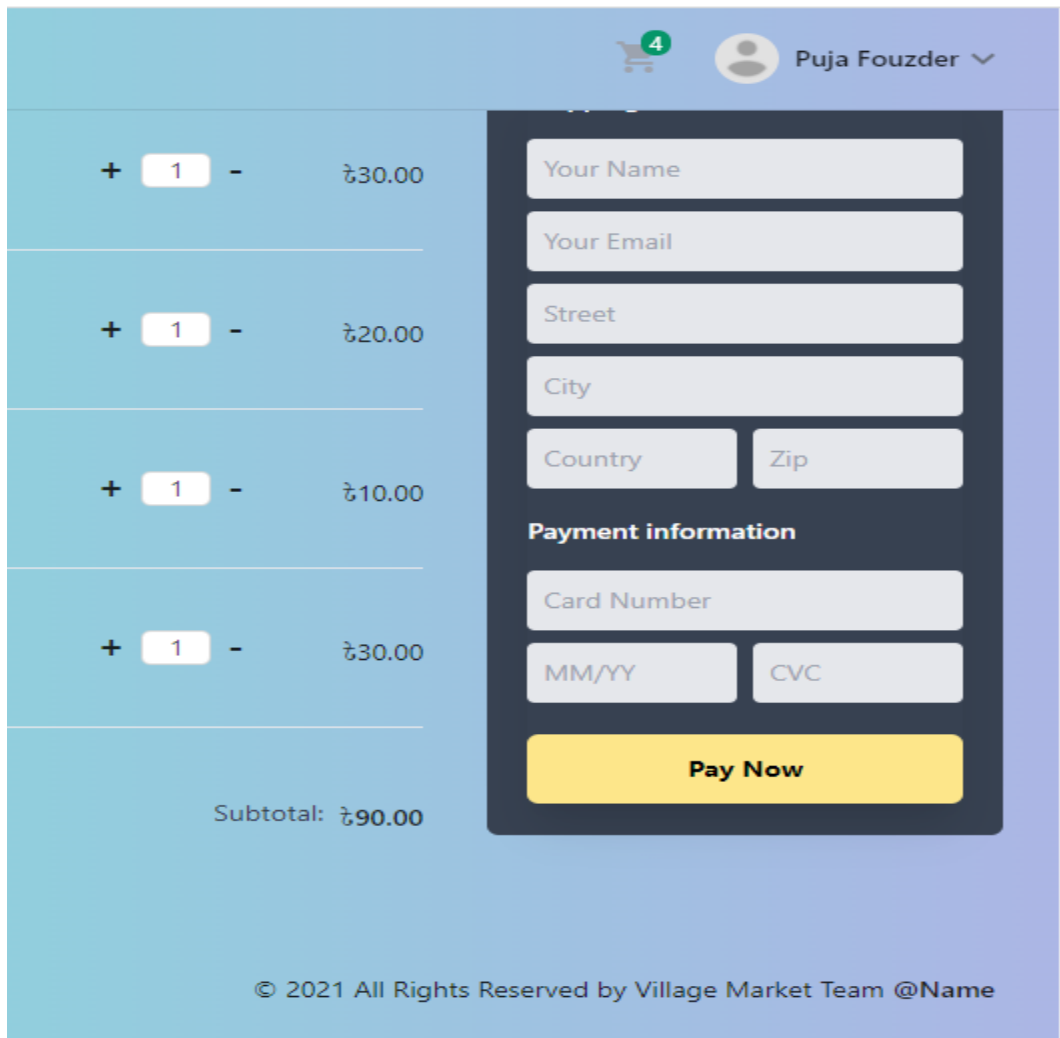 4
Puja Fouzder
+ 1 - ৳30.00
+ 1 - ৳20.00
+ 1 - ৳10.00
+ 1 - ৳30.00
Subtotal: ৳90.00
Your Name
Your Email
Street
City
Country Zip
Payment information
Card Number
MM/YY CVC
Pay Now
© 2021 All Rights Reserved by Village Market Team @Name